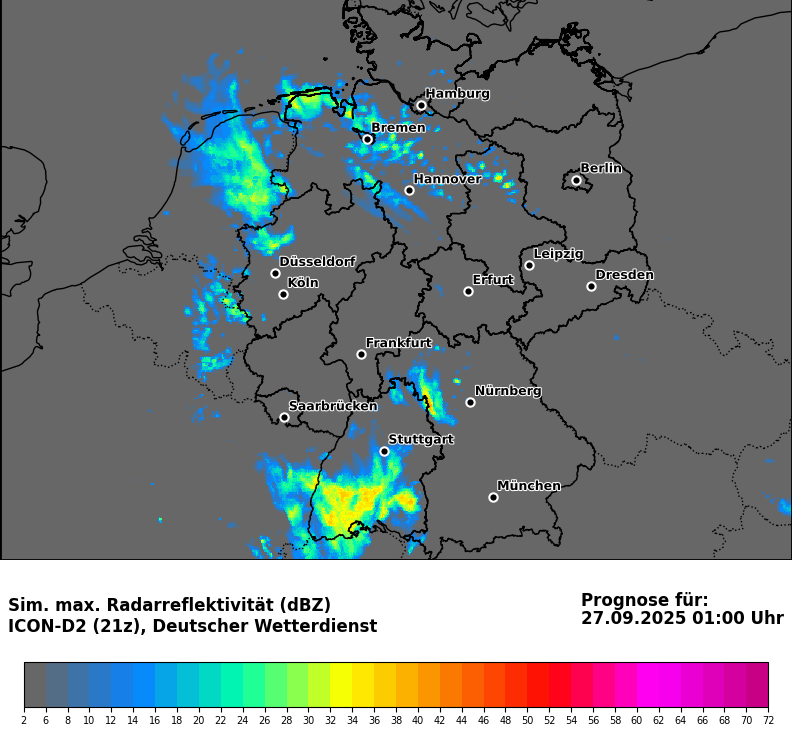 Hamburg
Bremen
Berlin
Hannover
Leipzig
Düsseldorf
Dresden
Köln
Erfurt
Frankfurt
Nürnberg
Saarbrücken
Stuttgart
München
Sim. max. Radarreflektivität (dBZ)
ICON-D2 (21z), Deutscher Wetterdienst
Prognose für:
27.09.2025 01:00 Uhr
2 6 8 10 12 14 16 18 20 22 24 26 28 30 32 34 36 38 40 42 44 46 48 50 52 54 56 58 60 62 64 66 68 70 72